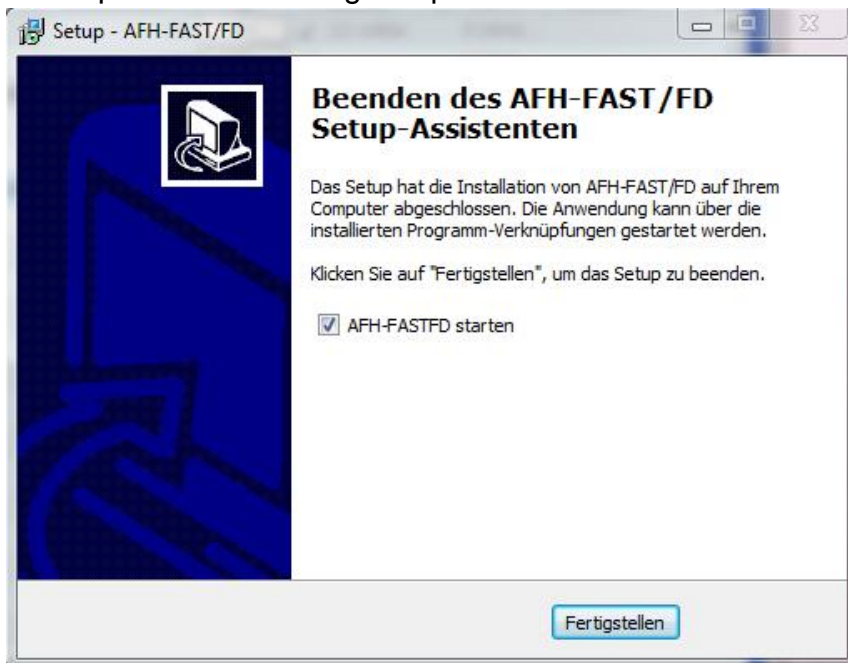 Setup - AFH-FAST/FD
Beenden des AFH-FAST/FD
Setup-Assistenten
Das Setup hat die Installation von AFH-FAST/FD auf Ihrem
Computer abgeschlossen. Die Anwendung kann über die
installierten Programm-Verknüpfungen gestartet werden.
Klicken Sie auf "Fertigstellen", um das Setup zu beenden.
AFH-FASTFD starten
Fertigstellen